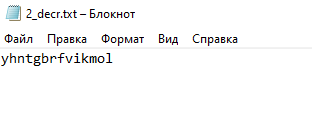 2_decr.txt – Блокнот
Файл Правка Формат Вид Справка
yhntgbrfvikmol